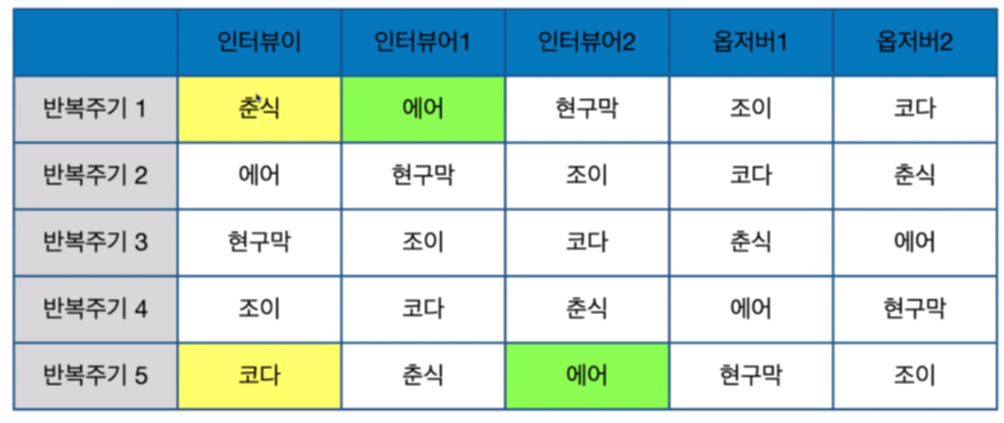 인터뷰이 인터뷰어1 인터뷰어2 옵저버1 옵저버2
반복주기 1 춘식 에어 현구막 조이 코다
반복주기 2 에어 현구막 조이 코다 춘식
반복주기 3 현구막 조이 코다 춘식 에어
반복주기 4 조이 코다 춘식 에어 현구막
반복주기 5 코다 춘식 에어 현구막 조이